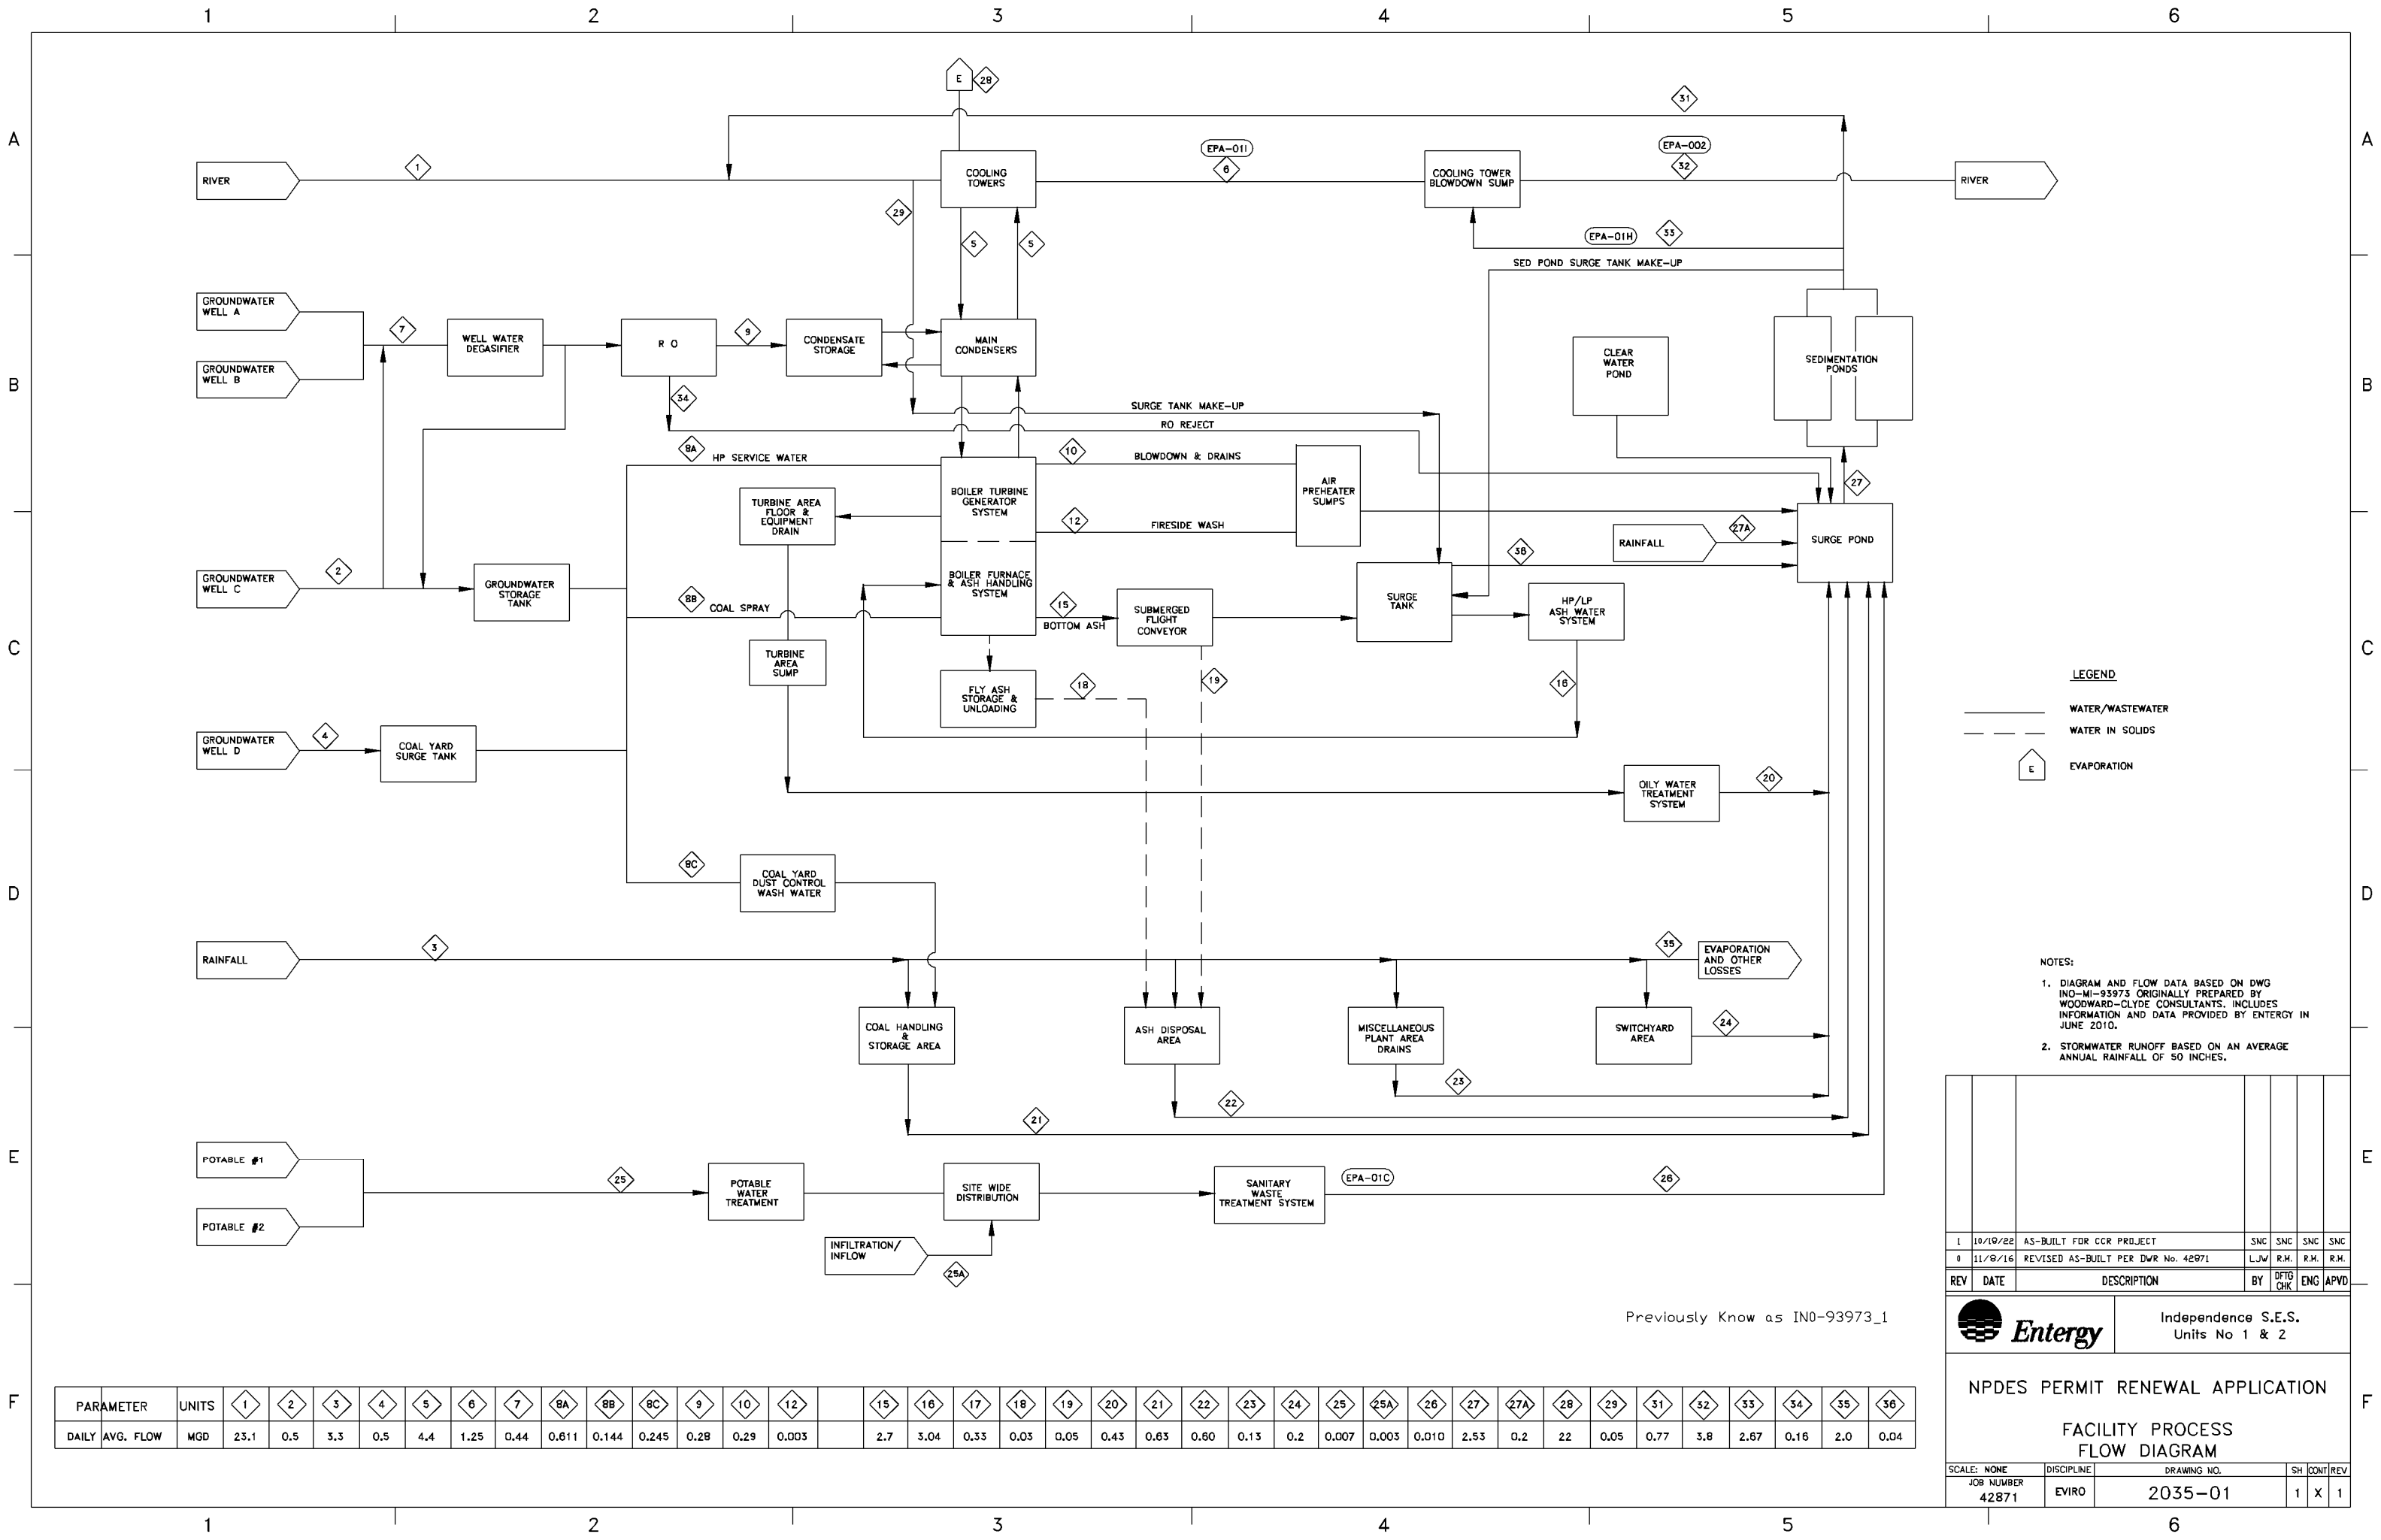 1
2
3
4
5
6
A
B
C
D
E
F
E
28
31
RIVER
1
COOLING
TOWERS
EPA-01I
6
COOLING TOWER
BLOWDOWN SUMP
EPA-002
32
RIVER
29
5
5
EPA-01H
33
SED POND SURGE TANK MAKE-UP
GROUNDWATER
WELL A
GROUNDWATER
WELL B
7
WELL WATER
DEGASIFIER
R O
9
CONDENSATE
STORAGE
MAIN
CONDENSERS
CLEAR
WATER
POND
SEDIMENTATION
PONDS
34
SURGE TANK MAKE-UP
RO REJECT
8A
HP SERVICE WATER
10
BLOWDOWN & DRAINS
AIR
PREHEATER
SUMPS
27
TURBINE AREA
FLOOR &
EQUIPMENT
DRAIN
BOILER TURBINE
GENERATOR
SYSTEM
12
FIRESIDE WASH
RAINFALL
27A
SURGE POND
GROUNDWATER
WELL C
2
GROUNDWATER
STORAGE
TANK
8B
COAL SPRAY
BOILER FURNACE
& ASH HANDLING
SYSTEM
15
BOTTOM ASH
SUBMERGED
FLIGHT
CONVEYOR
SURGE
TANK
36
HP/LP
ASH WATER
SYSTEM
TURBINE
AREA
SUMP
FLY ASH
STORAGE &
UNLOADING
18
19
16
LEGEND
WATER/WASTEWATER
WATER IN SOLIDS
E
EVAPORATION
GROUNDWATER
WELL D
4
COAL YARD
SURGE TANK
OILY WATER
TREATMENT
SYSTEM
20
8C
COAL YARD
DUST CONTROL
WASH WATER
RAINFALL
3
35
EVAPORATION
AND OTHER
LOSSES
COAL HANDLING
&
STORAGE AREA
ASH DISPOSAL
AREA
MISCELLANEOUS
PLANT AREA
DRAINS
SWITCHYARD
AREA
24
23
22
21
NOTES:
1. DIAGRAM AND FLOW DATA BASED ON DWG
INO-MI-93973 ORIGINALLY PREPARED BY
WOODWARD-CLYDE CONSULTANTS. INCLUDES
INFORMATION AND DATA PROVIDED BY ENTERGY IN
JUNE 2010.
2. STORMWATER RUNOFF BASED ON AN AVERAGE
ANNUAL RAINFALL OF 50 INCHES.
POTABLE #1
POTABLE #2
25
POTABLE
WATER
TREATMENT
SITE WIDE
DISTRIBUTION
SANITARY
WASTE
TREATMENT SYSTEM
EPA-01C
26
INFILTRATION/
INFLOW
25A
1 10/19/22 AS-BUILT FOR CCR PROJECT SNC SNC SNC SNC
0 11/8/16 REVISED AS-BUILT PER DWR No. 42871 LJW R.H. R.H. R.H.
REV DATE DESCRIPTION BY DFTG CHK ENG APVD
Previously Know as IN0-93973_1
Entergy
Independence S.E.S.
Units No 1 & 2
NPDES PERMIT RENEWAL APPLICATION
FACILITY PROCESS
FLOW DIAGRAM
SCALE: NONE DISCIPLINE DRAWING NO. SH CONT REV
JOB NUMBER
42871 EVIRO 2035-01 1 X 1
PARAMETER UNITS 1 2 3 4 5 6 7 8A 8B 8C 9 10 12 15 16 17 18 19 20 21 22 23 24 25 25A 26 27 27A 28 29 31 32 33 34 35 36
DAILY AVG. FLOW MGD 23.1 0.5 3.3 0.5 4.4 1.25 0.44 0.611 0.144 0.245 0.28 0.29 0.003 2.7 3.04 0.33 0.03 0.05 0.43 0.63 0.60 0.13 0.2 0.007 0.003 0.010 2.53 0.2 22 0.05 0.77 3.8 2.67 0.16 2.0 0.04
A
B
C
D
E
F
1
2
3
4
5
6